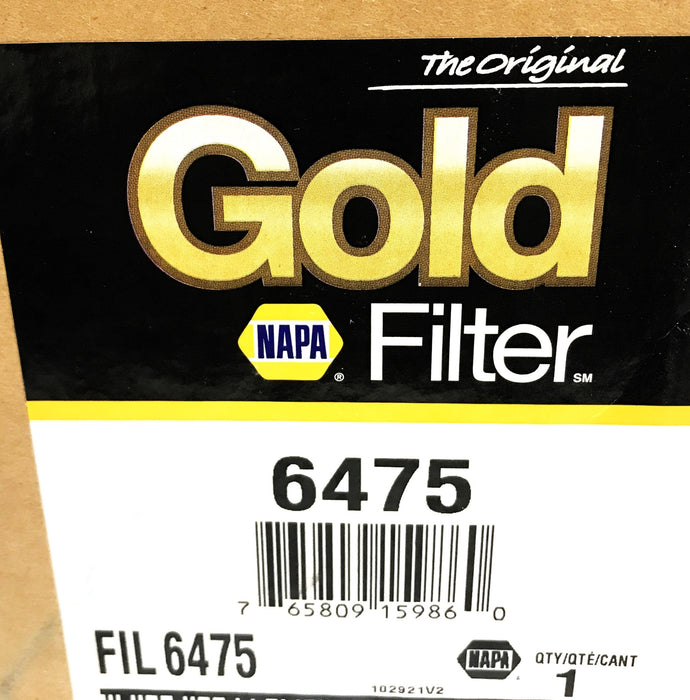 The Original
Gold
NAPA ® Filter SM
6475
7 65809 15986 0
FIL 6475
NAPA QTY/QTÉ/CANT
102921V2 1